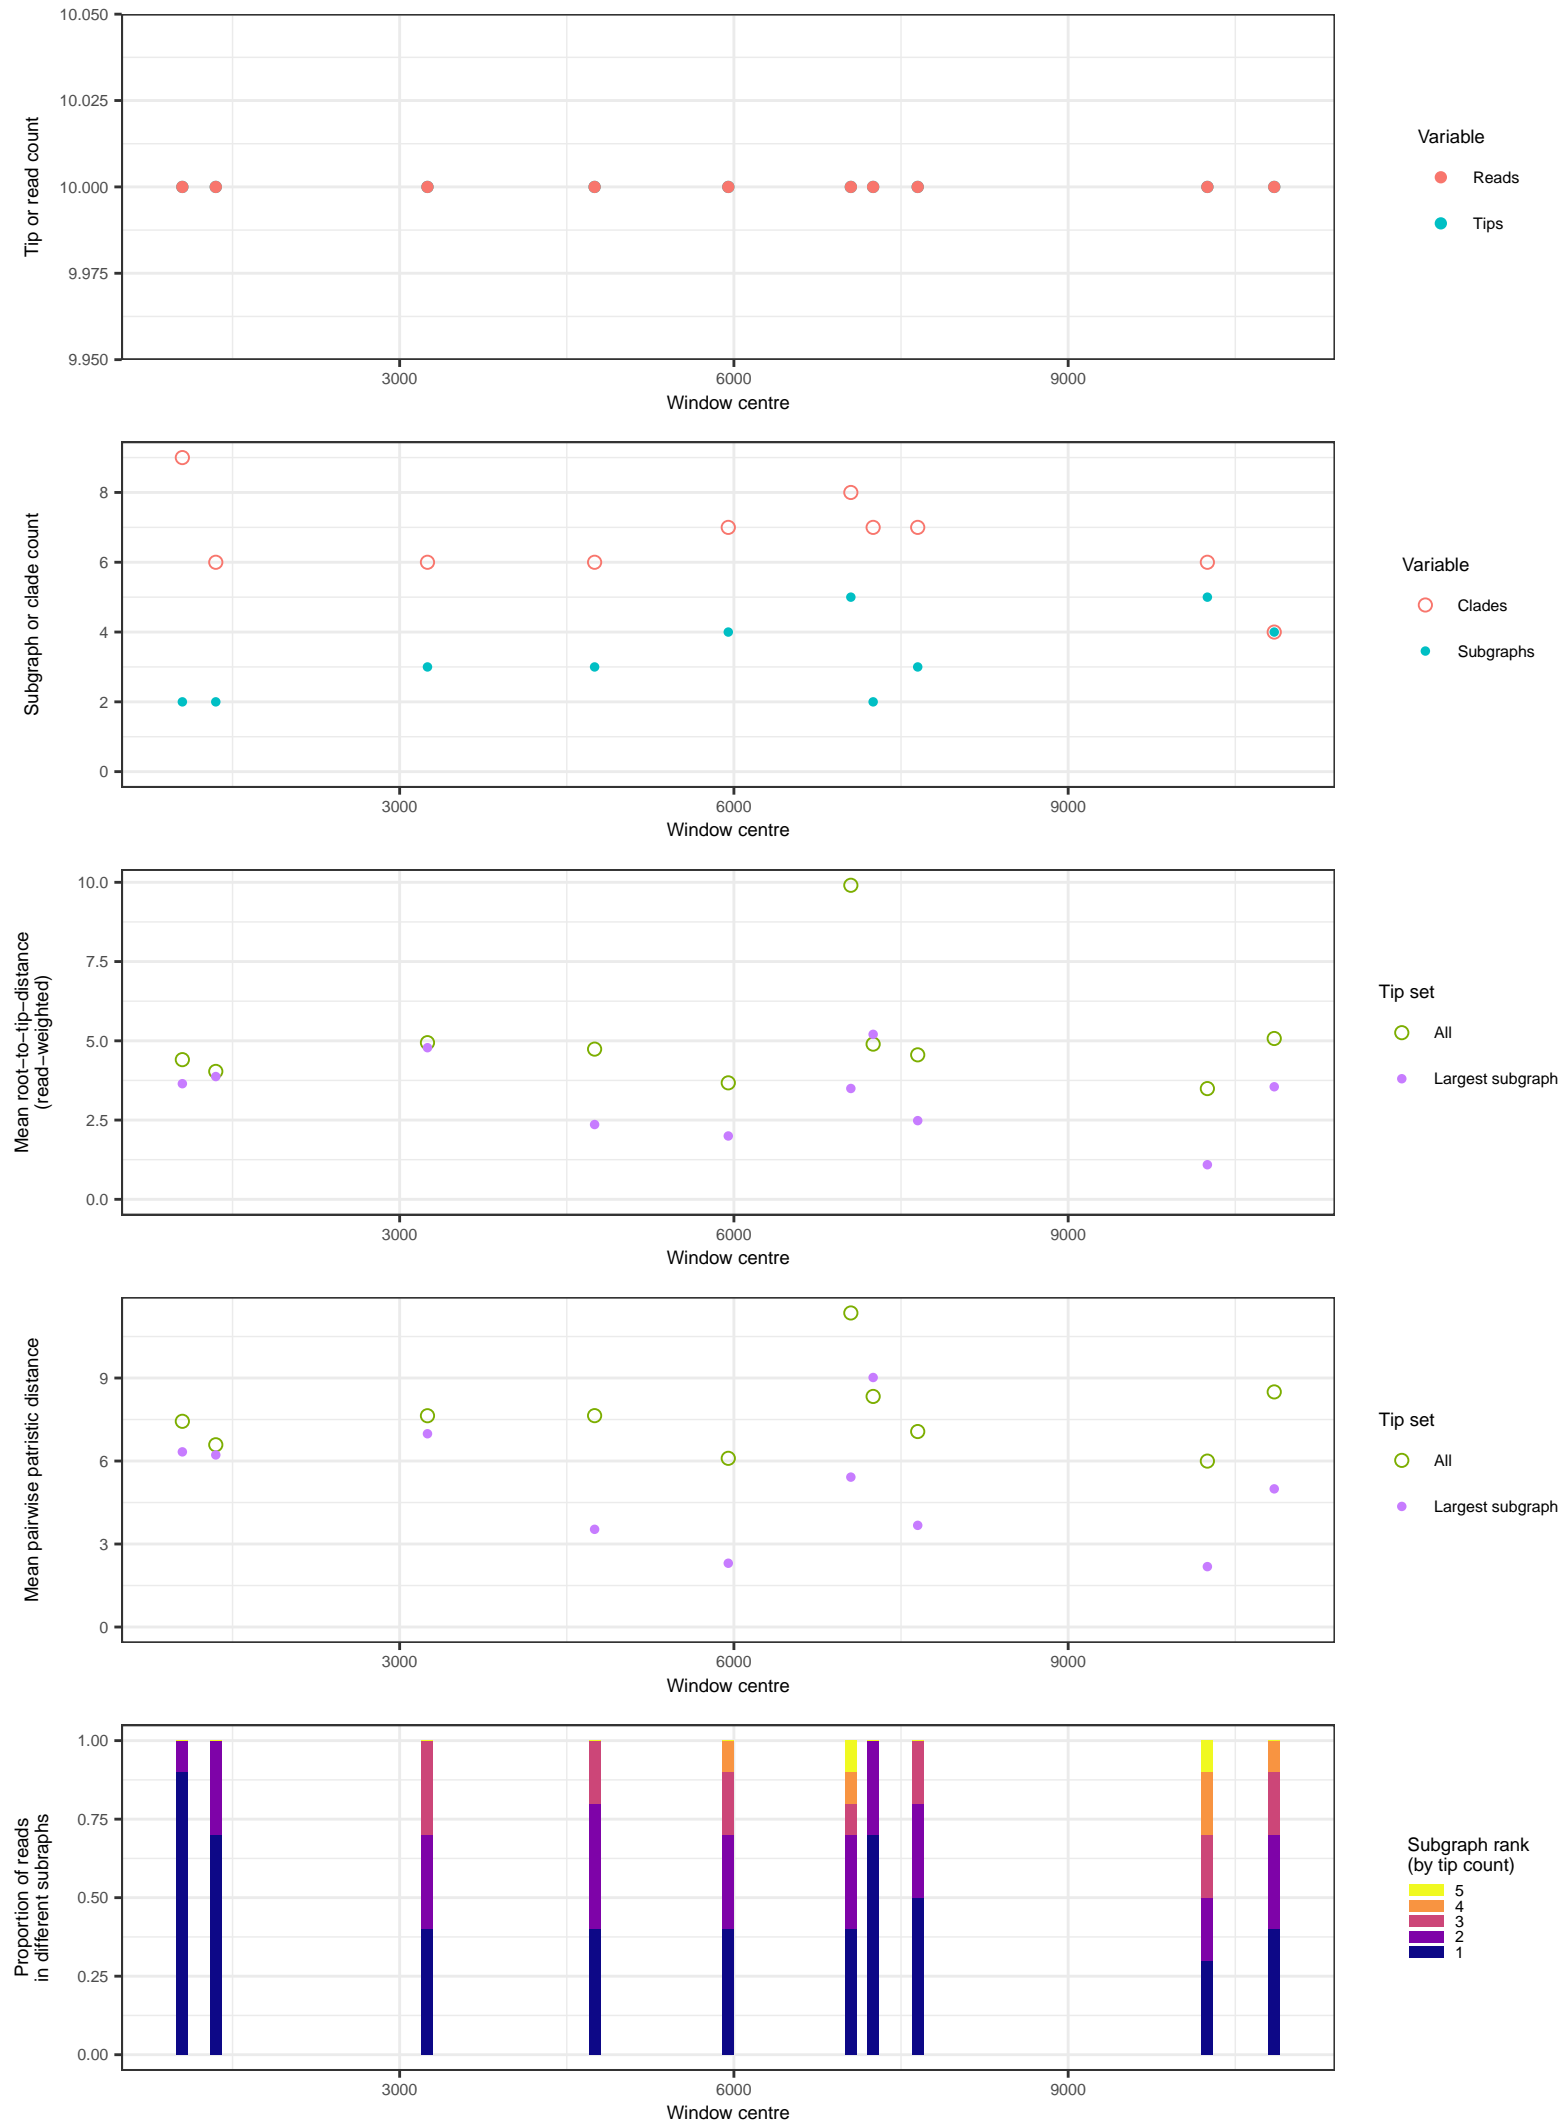 10.050
10.025
10.000
9.975
9.950
Tip or read count
3000 6000 9000
Window centre
Variable
Reads
Tips
8
6
4
2
0
Subgraph or clade count
3000 6000 9000
Window centre
Variable
Clades
Subgraphs
10.0
7.5
5.0
2.5
0.0
Mean root−to−tip−distance
(read−weighted)
3000 6000 9000
Window centre
Tip set
All
Largest subgraph
9
6
3
0
Mean pairwise patristic distance
3000 6000 9000
Window centre
Tip set
All
Largest subgraph
1.00
0.75
0.50
0.25
0.00
Proportion of reads
in different subraphs
3000 6000 9000
Window centre
Subgraph rank
(by tip count)
5
4
3
2
1